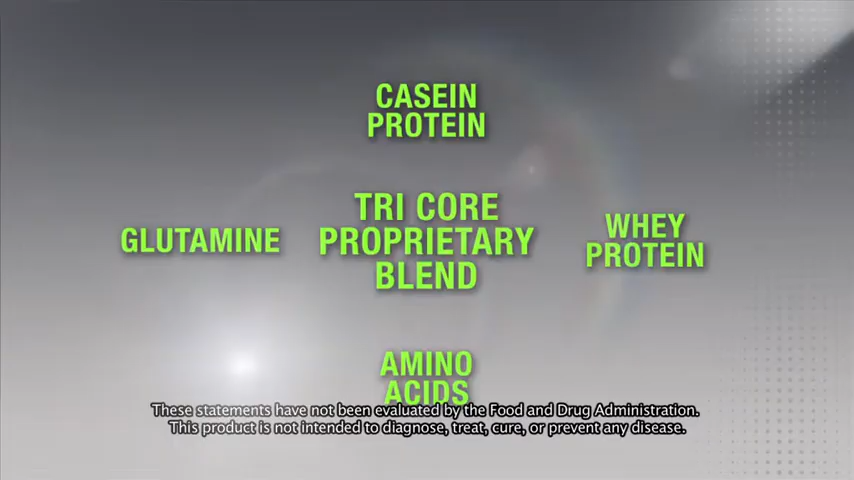 CASEIN
PROTEIN
GLUTAMINE
TRI CORE
PROPRIETARY
BLEND
WHEY
PROTEIN
AMINO
ACIDS
These statements have not been evaluated by the Food and Drug Administration.
This product is not intended to diagnose, treat, cure, or prevent any disease.